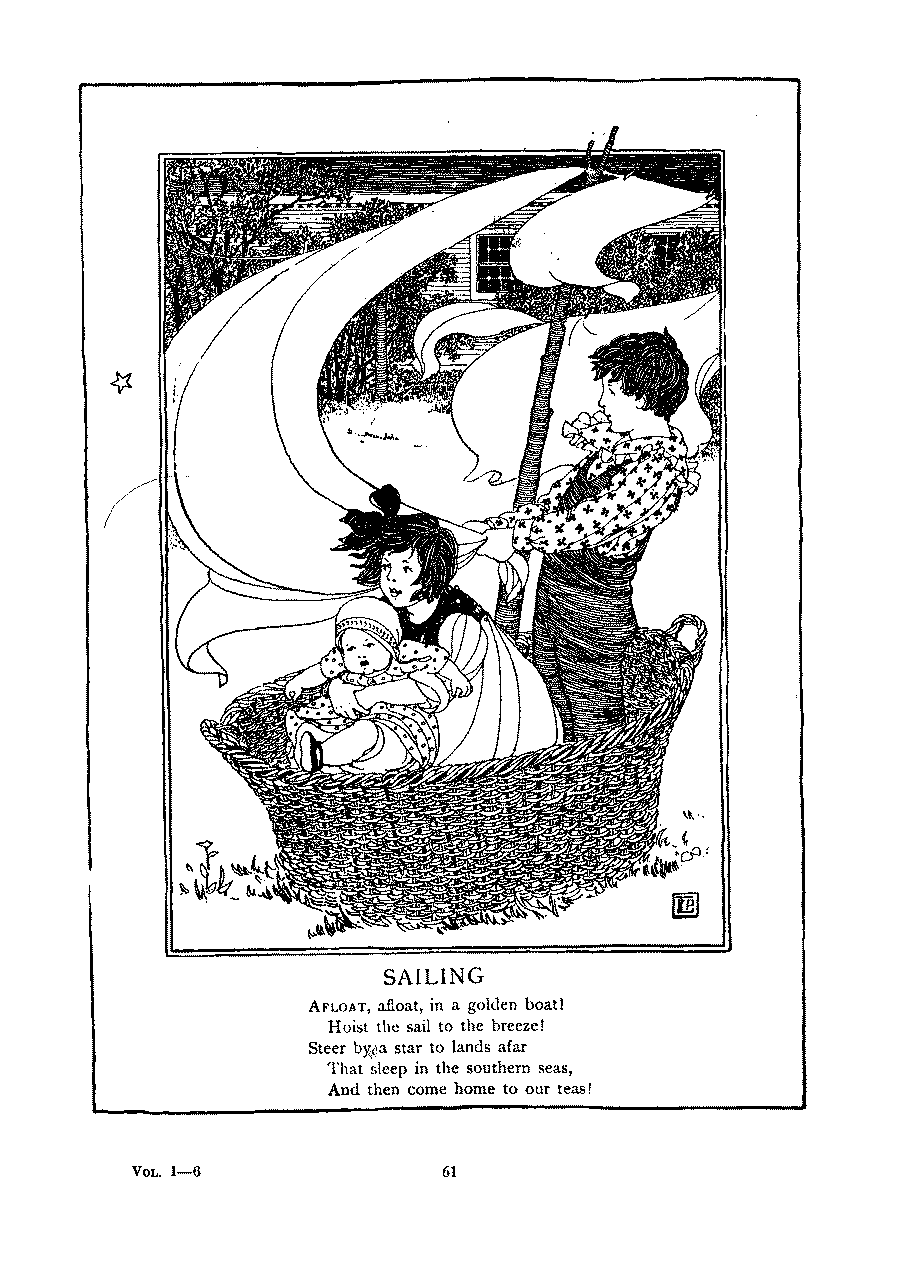 SAILING
AFLOAT, afloat, in a golden boat!
Hoist the sail to the breeze!
Steer by a star to lands afar
That sleep in the southern seas,
And then come home to our teas!
VOL. 1—6
61